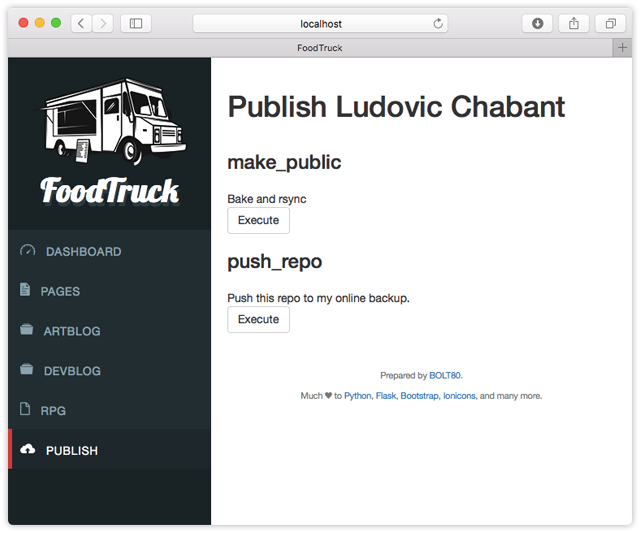 localhost
FoodTruck
FoodTruck
DASHBOARD
PAGES
ARTBLOG
DEVBLOG
RPG
PUBLISH
Publish Ludovic Chabant
make_public
Bake and rsync
Execute
push_repo
Push this repo to my online backup.
Execute
Prepared by BOLT80.
Much ♥ to Python, Flask, Bootstrap, Ionicons, and many more.